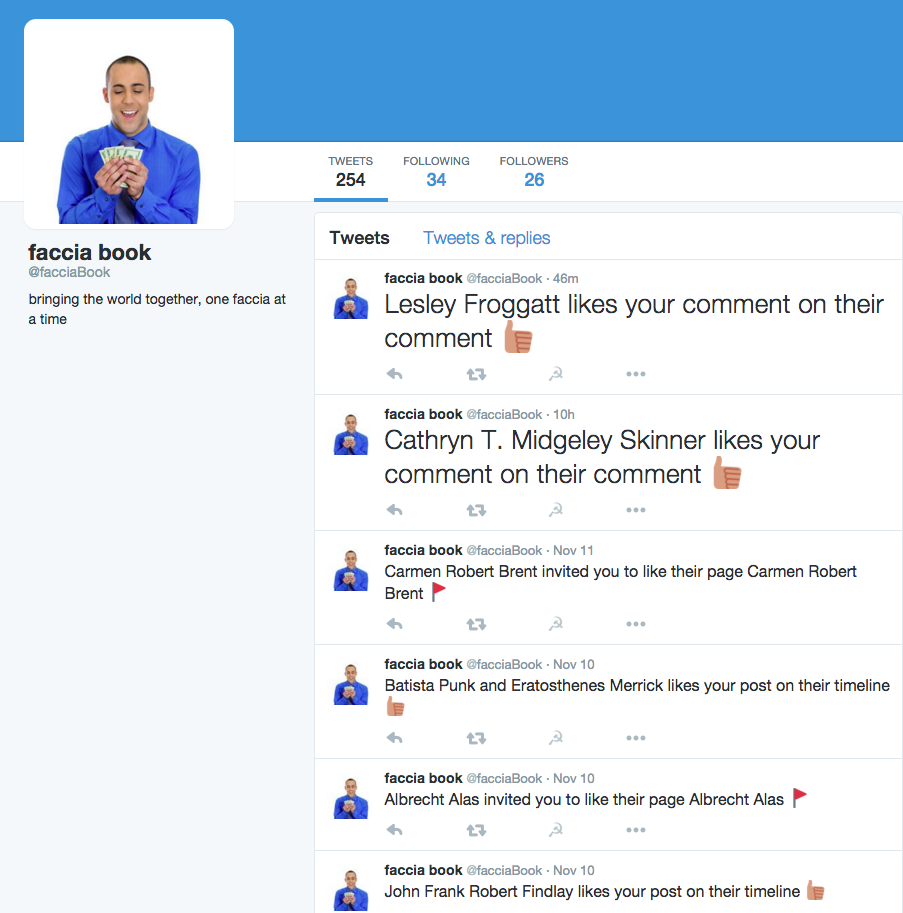 TWEETS FOLLOWING FOLLOWERS
254 34 26
faccia book
@facciaBook
bringing the world together, one faccia at
a time
Tweets Tweets & replies
faccia book @facciaBook · 46m
Lesley Froggatt likes your comment on their
comment 👍
faccia book @facciaBook · 10h
Cathryn T. Midgeley Skinner likes your
comment on their comment 👍
faccia book @facciaBook · Nov 11
Carmen Robert Brent invited you to like their page Carmen Robert
Brent 🚩
faccia book @facciaBook · Nov 10
Batista Punk and Eratosthenes Merrick likes your post on their timeline
👍
faccia book @facciaBook · Nov 10
Albrecht Alas invited you to like their page Albrecht Alas 🚩
faccia book @facciaBook · Nov 10
John Frank Robert Findlay likes your post on their timeline 👍